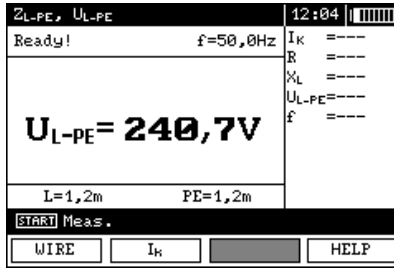 ZL-PE, UL-PE 12:04
Ready! f=50,0Hz
IK =---
R =---
XL =---
UL-PE=---
f =---
UL-PE= 240,7V
L=1,2m PE=1,2m
START Meas.
WIRE IK HELP